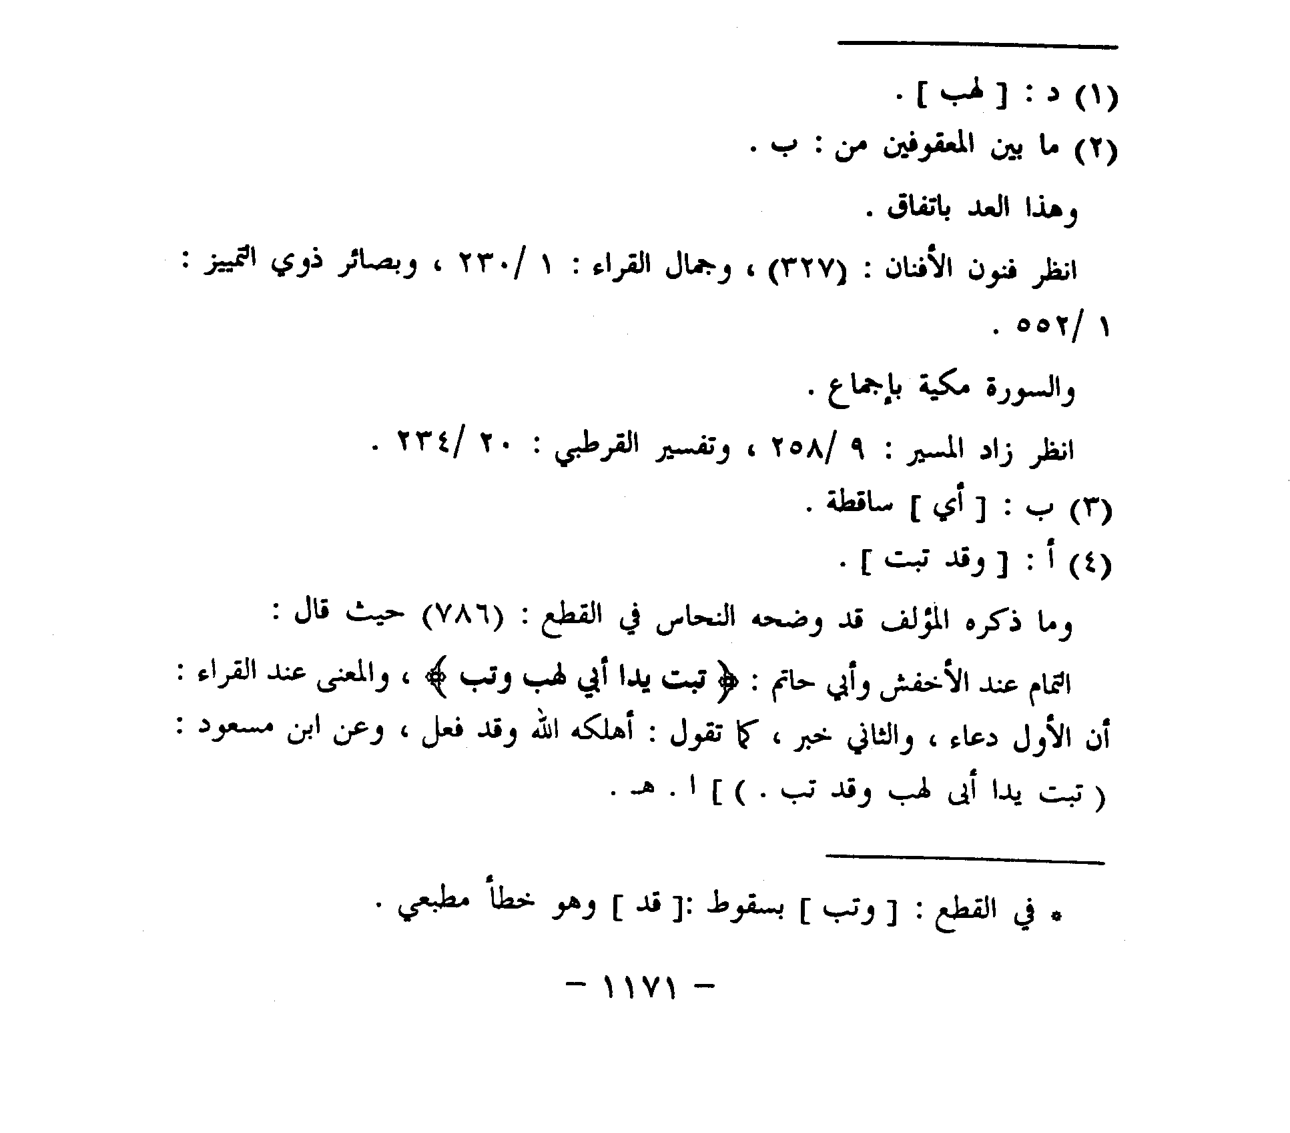 (١) د : [ لهب ] .
(٢) ما بين المعقوفين من : ب .
وهذا العد باتفاق .
انظر فنون الأفنان : (٣٢٧) ، وجمال القراء : ١ /٢٣٠ ، وبصائر ذوي التمييز :
١ /٥٥٢ .
والسورة مكية بإجماع .
انظر زاد المسير : ٩ /٢٥٨ ، وتفسير القرطبي : ٢٠ /٢٣٤ .
(٣) ب : [ أي ] ساقطة .
(٤) أ : [ وقد تبت ] .
وما ذكره المؤلف قد وضحه النحاس في القطع : (٧٨٦) حيث قال :
التمام عند الأخفش وأبي حاتم : ﴿ تبت يدا أبي لهب وتب ﴾ ، والمعنى عند القراء :
أن الأول دعاء ، والثاني خبر ، كما تقول : أهلكه الله وقد فعل ، وعن ابن مسعود :
( تبت يدا أبى لهب وقد تب . ) ] ا . هـ .
* في القطع : [ وتب ] بسقوط :[ قد ] وهو خطأ مطبعي .
– ١١٧١ –